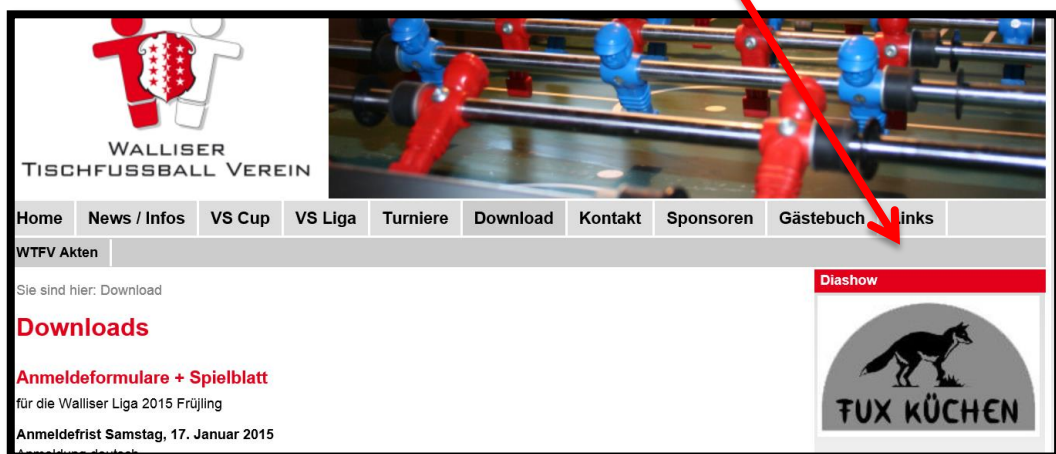 WALLISER
TISCHFUSSBALL VEREIN
Home News / Infos VS Cup VS Liga Turniere Download Kontakt Sponsoren Gästebuch Links
WTFV Akten
Sie sind hier: Download
Downloads
Anmeldeformulare + Spielblatt
für die Walliser Liga 2015 Früjling
Anmeldefrist Samstag, 17. Januar 2015
Anmeldung deutsch
Diashow
FUX KÜCHEN